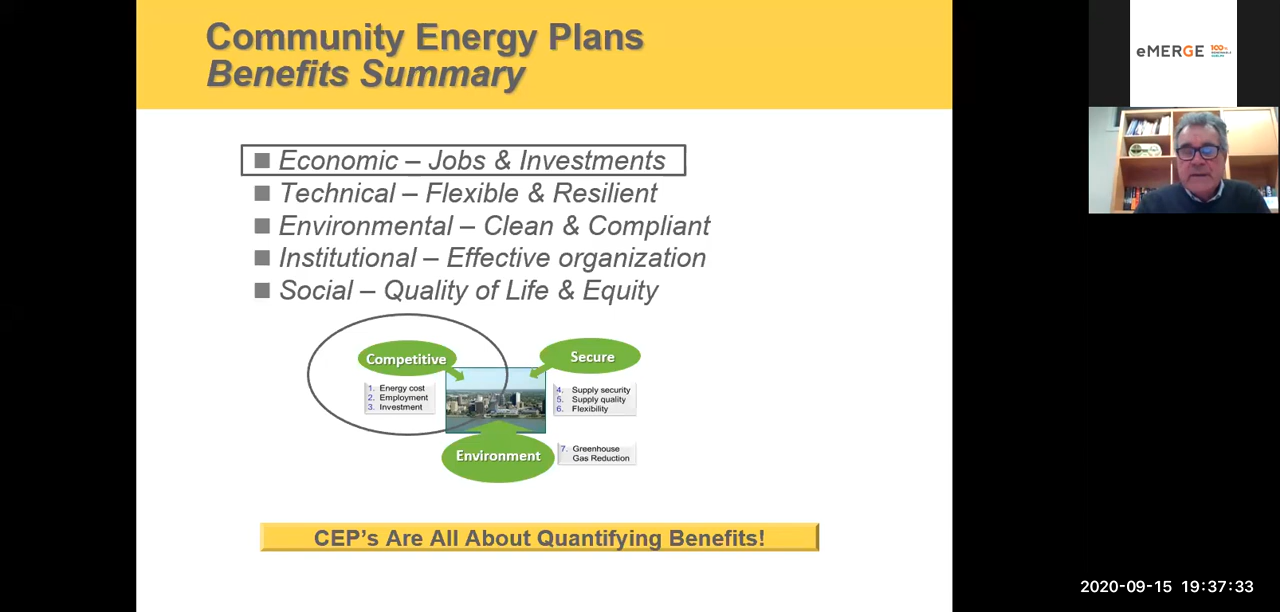 Community Energy Plans
Benefits Summary
Economic – Jobs & Investments
Technical – Flexible & Resilient
Environmental – Clean & Compliant
Institutional – Effective organization
Social – Quality of Life & Equity
Competitive
1. Energy cost
2. Employment
3. Investment
Secure
4. Supply security
5. Supply quality
6. Flexibility
Environment
7. Greenhouse
Gas Reduction
CEP's Are All About Quantifying Benefits!
eMERGE
100%
2020-09-15 19:37:33